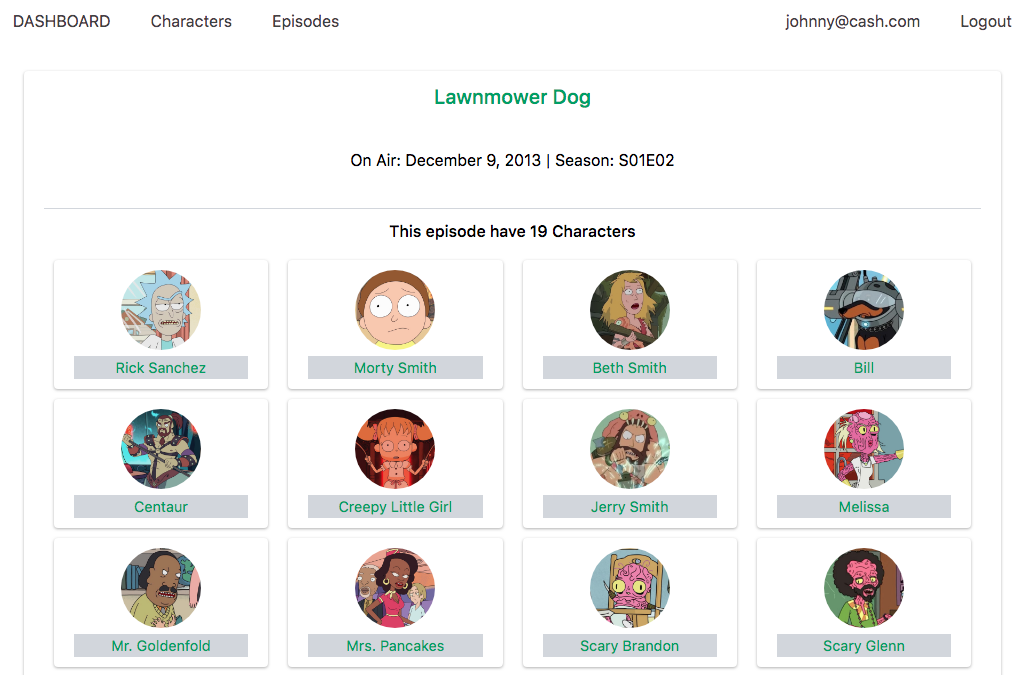 DASHBOARD Characters Episodes johnny@cash.com Logout
Lawnmower Dog
On Air: December 9, 2013 | Season: S01E02
This episode have 19 Characters
Rick Sanchez Morty Smith Beth Smith Bill
Centaur Creepy Little Girl Jerry Smith Melissa
Mr. Goldenfold Mrs. Pancakes Scary Brandon Scary Glenn